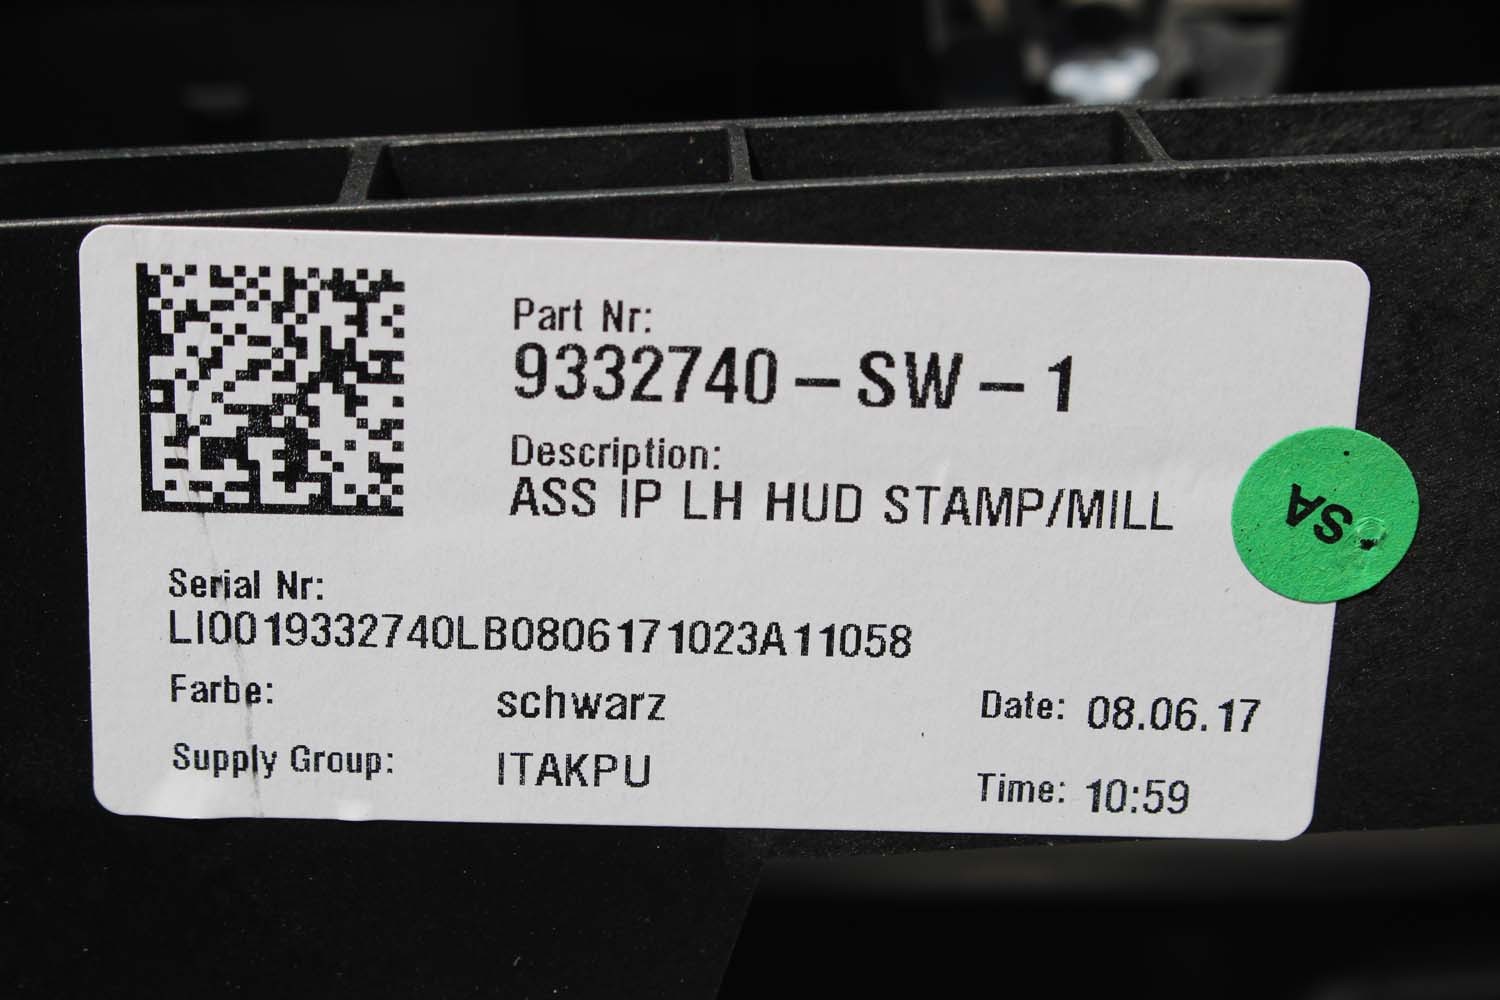 Part Nr:
9332740-SW-1
Description:
ASS IP LH HUD STAMP/MILL
SA
Serial Nr:
LI0019332740LB0806171023A11058
Farbe: schwarz
Date: 08.06.17
Supply Group: ITAKPU
Time: 10:59